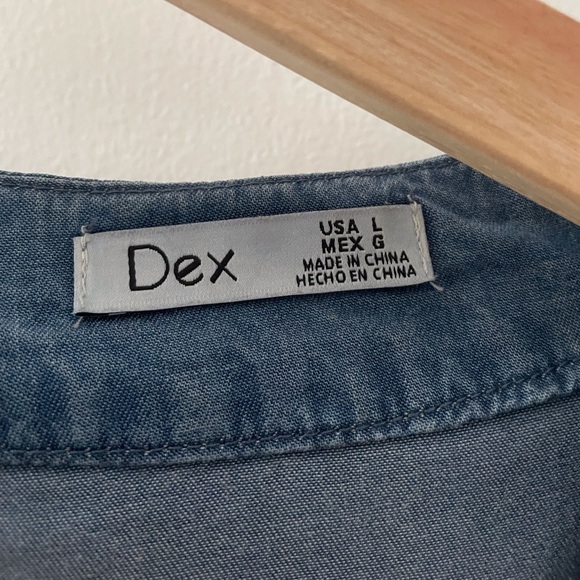 Dex
USA L
MEX G
MADE IN CHINA
HECHO EN CHINA